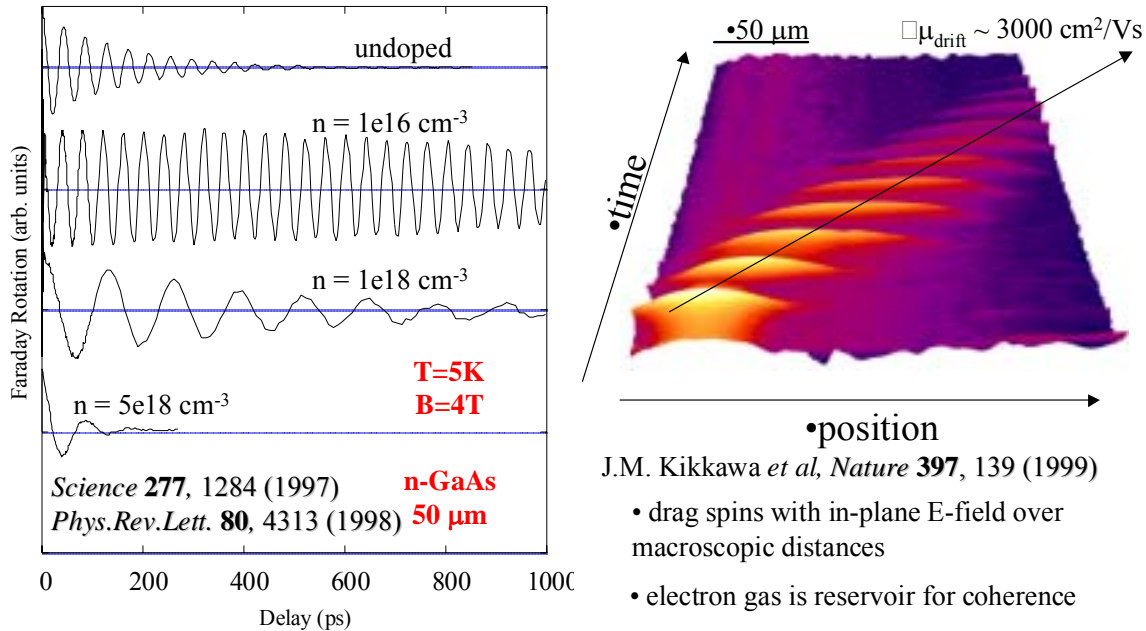 undoped
n = 1e16 cm-3
n = 1e18 cm-3
T=5K
B=4T
n = 5e18 cm-3
Science 277, 1284 (1997)
Phys.Rev.Lett. 80, 4313 (1998)
n-GaAs
50 μm
Faraday Rotation (arb. units)
0 200 400 600 800 1000
Delay (ps)
•50 μm
□μdrift ~ 3000 cm2/Vs
•time
•position
J.M. Kikkawa et al, Nature 397, 139 (1999)
• drag spins with in-plane E-field over
macroscopic distances
• electron gas is reservoir for coherence